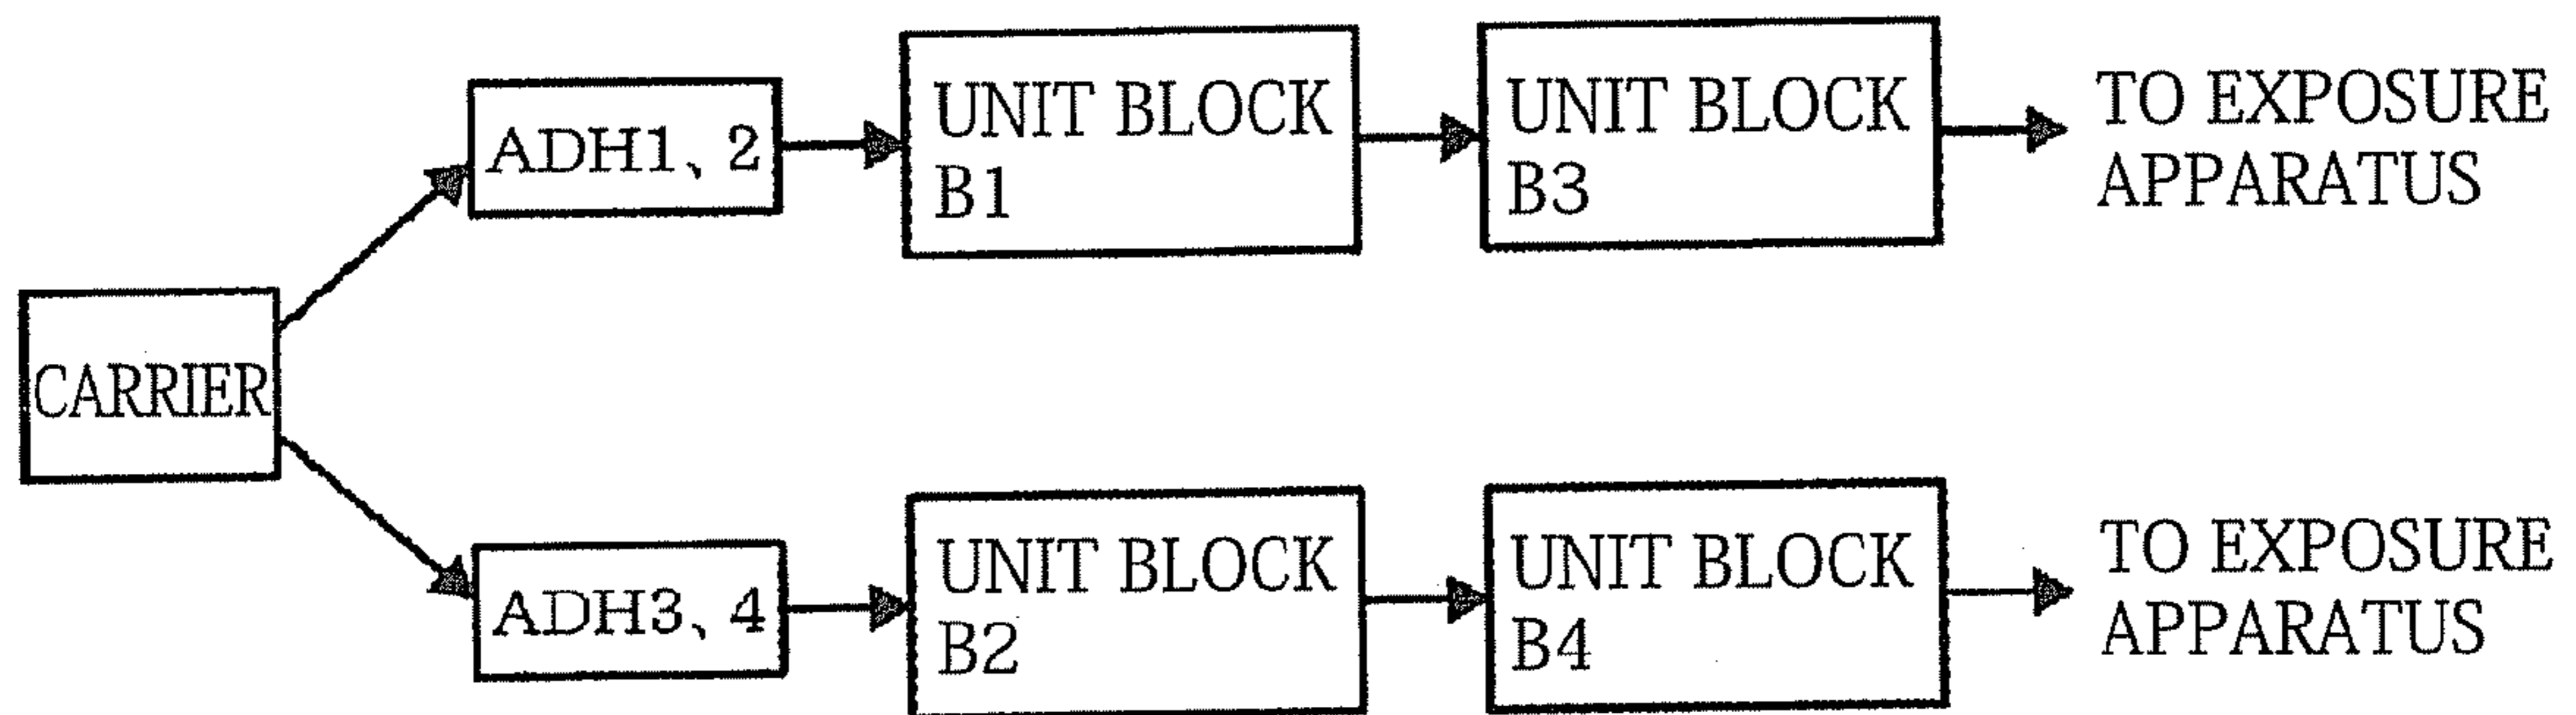 ADH1、2
UNIT BLOCK
B1
UNIT BLOCK
B3
TO EXPOSURE
APPARATUS
CARRIER
ADH3、4
UNIT BLOCK
B2
UNIT BLOCK
B4
TO EXPOSURE
APPARATUS